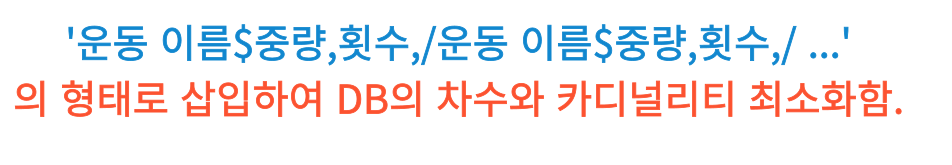 '운동 이름$중량,횟수,/운동 이름$중량,횟수,/ ...'
의 형태로 삽입하여 DB의 차수와 카디널리티 최소화함.